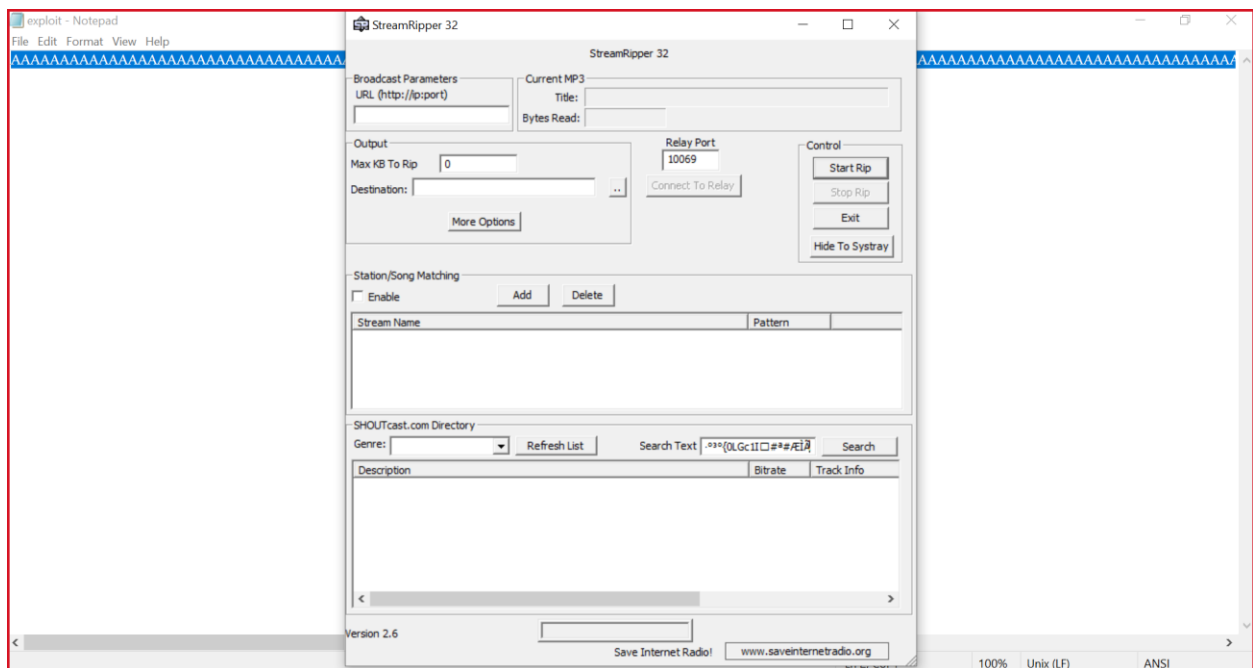 exploit - Notepad
File Edit Format View Help
StreamRipper 32
StreamRipper 32
Broadcast Parameters
URL (http://ip:port)
Current MP3
Title:
Bytes Read:
Output
Max KB To Rip 0
Destination: ..
More Options
Relay Port
10069
Connect To Relay
Control
Start Rip
Stop Rip
Exit
Hide To Systray
Station/Song Matching
Enable Add Delete
Stream Name Pattern
SHOUTcast.com Directory
Genre: Refresh List Search Text Search
Description Bitrate Track Info
Version 2.6
Save Internet Radio! www.saveinternetradio.org
100% Unix (LF) ANSI